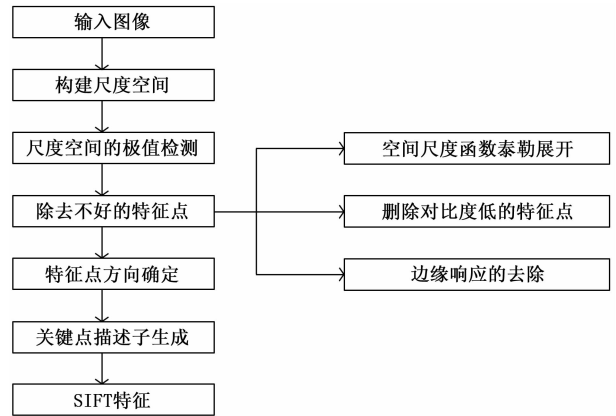 输入图像
构建尺度空间
尺度空间的极值检测
除去不好的特征点
特征点方向确定
关键点描述子生成
SIFT特征
空间尺度函数泰勒展开
删除对比度低的特征点
边缘响应的去除